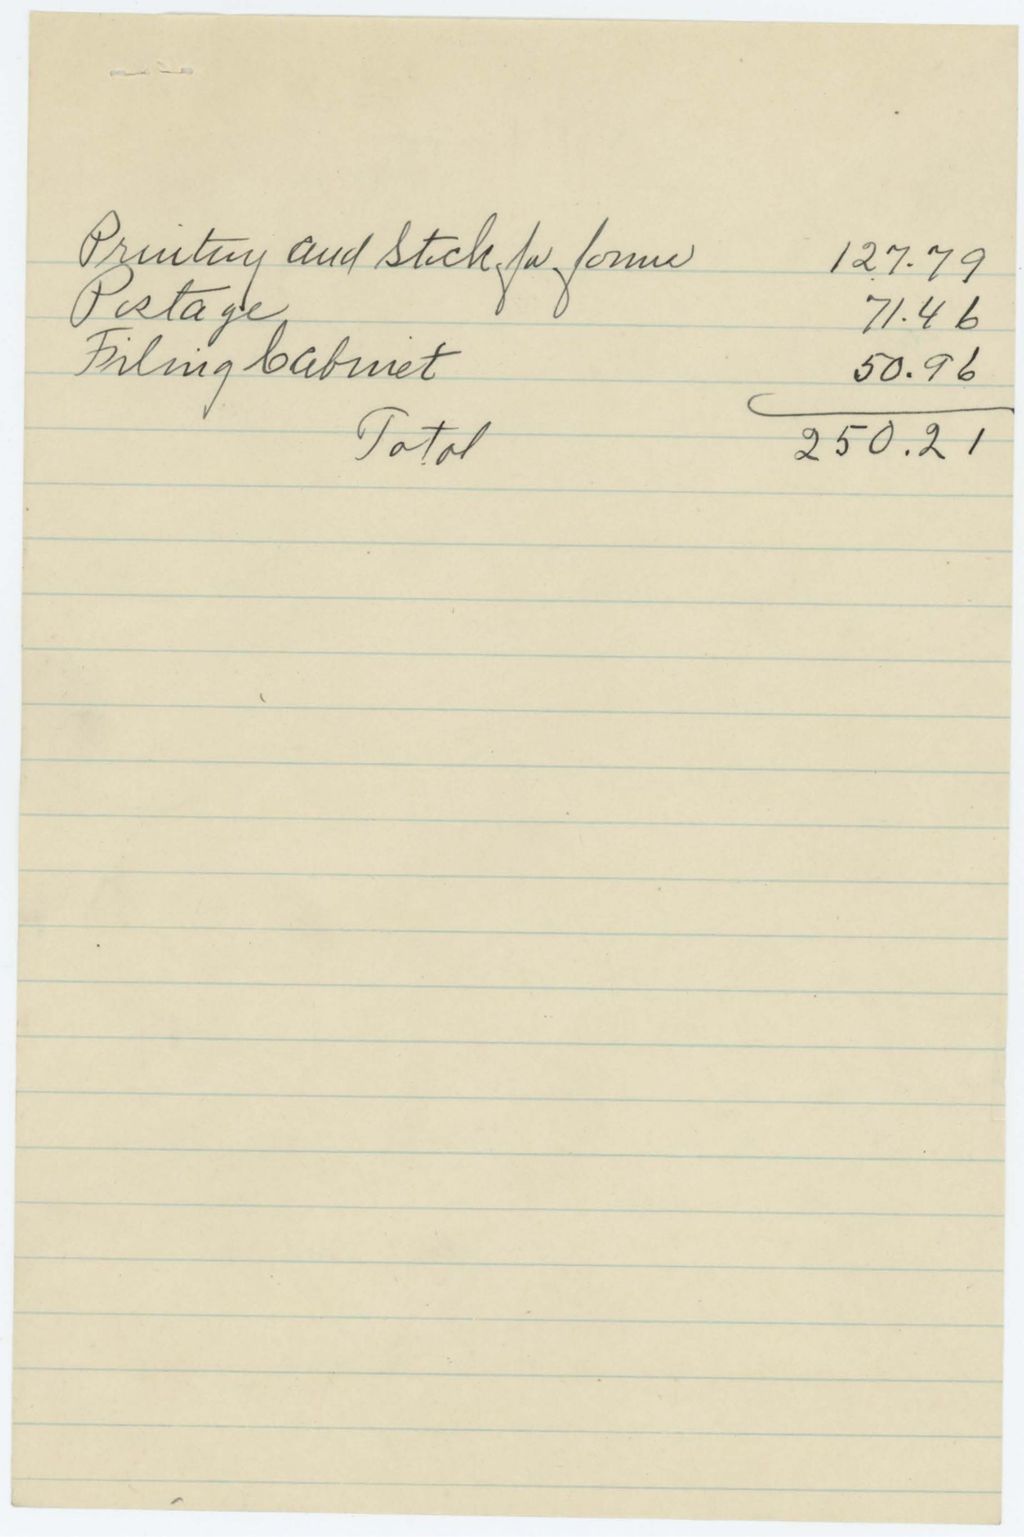 Printing and Stock for forms 127.79
Postage 71.46
Filing Cabinet 50.96
Total 250.21